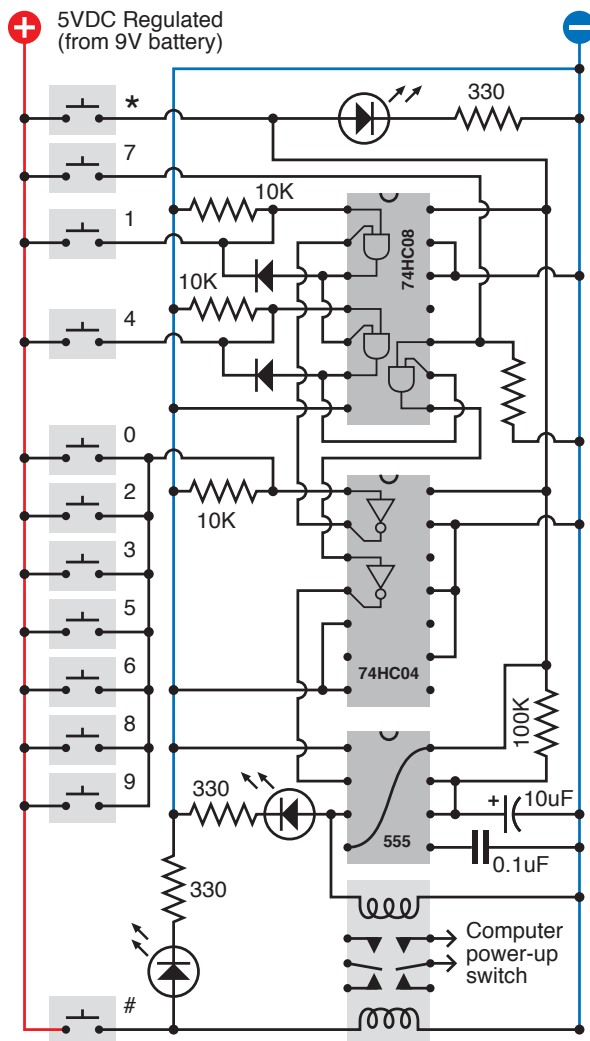 5VDC Regulated
(from 9V battery)
*
330
7
10K
1
74HC08
10K
4
0
10K
2
3
5
6
74HC04
8
100K
9
330
+
10uF
555
0.1uF
330
Computer
power-up
switch
#